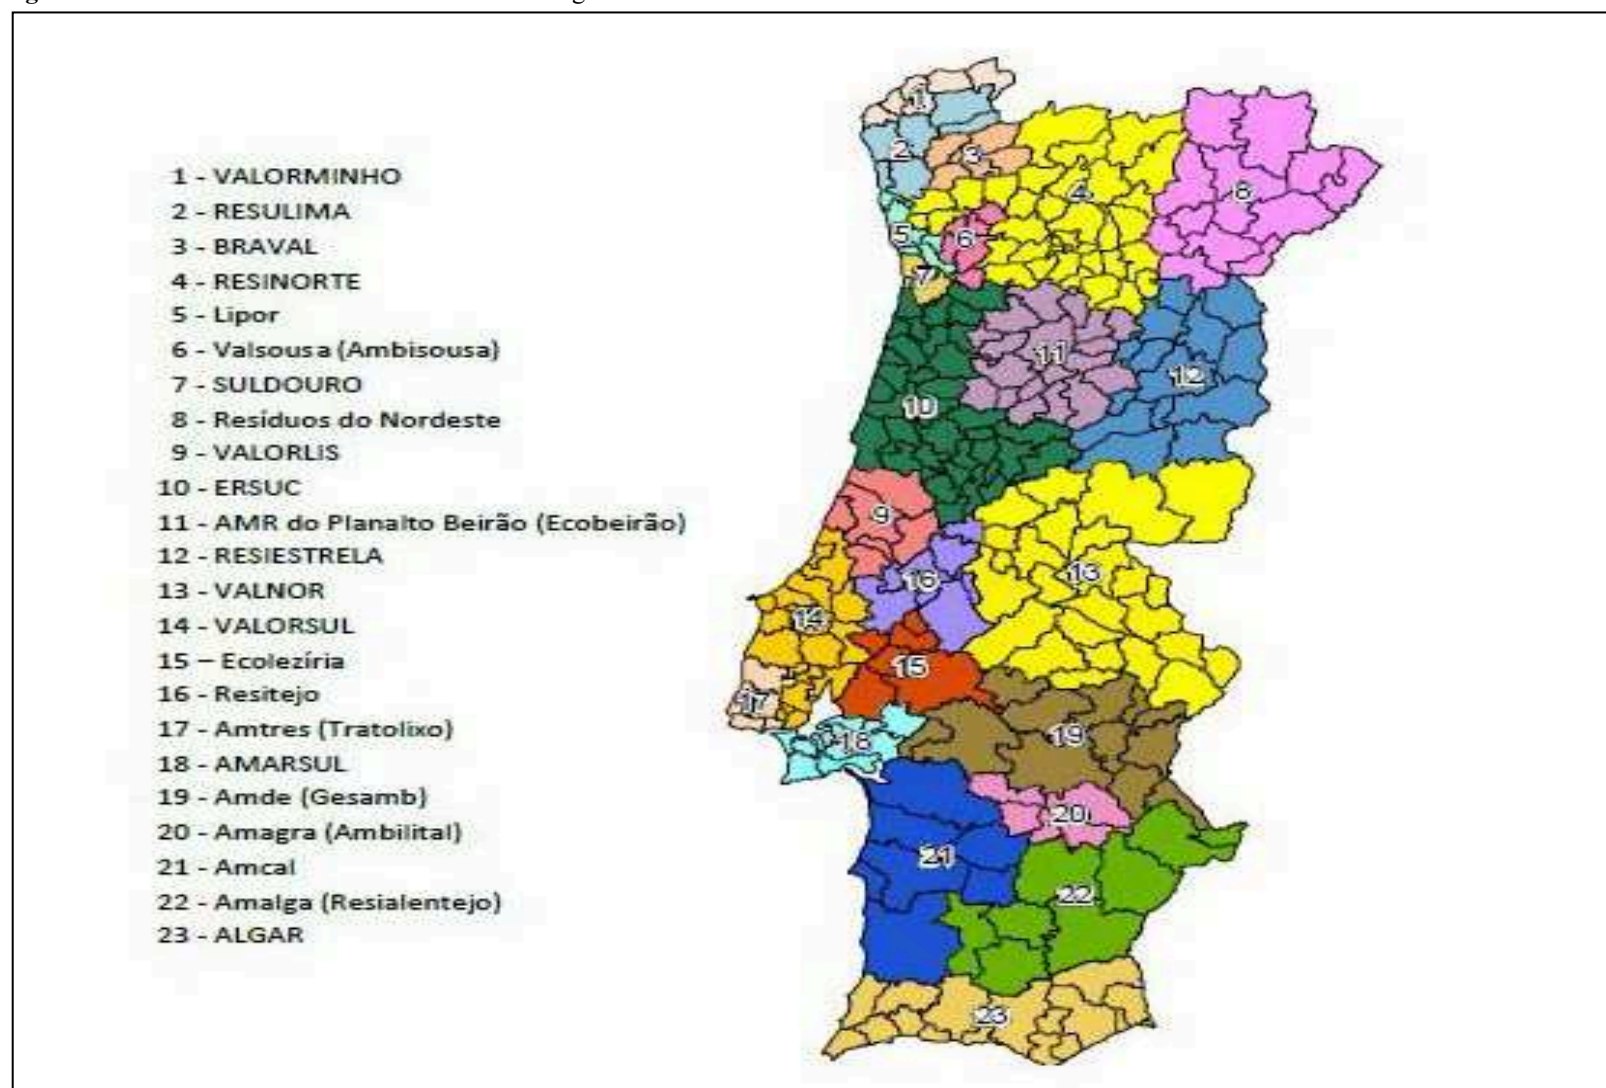 1 - VALORMINHO
2 - RESULIMA
3 - BRAVAL
4 - RESINORTE
5 - Lipor
6 - Valsousa (Ambisousa)
7 - SULDOURO
8 - Resíduos do Nordeste
9 - VALORLIS
10 - ERSUC
11 - AMR do Planalto Beirão (Ecobeirão)
12 - RESIESTRELA
13 - VALNOR
14 - VALORSUL
15 – Ecolezíria
16 - Resitejo
17 - Amtres (Tratolixo)
18 - AMARSUL
19 - Amde (Gesamb)
20 - Amagra (Ambilital)
21 - Amcal
22 - Amalga (Resialentejo)
23 - ALGAR
1
2
3
4
8
5
6
7
11
12
10
9
13
16
14
15
17
18
19
20
21
22
23